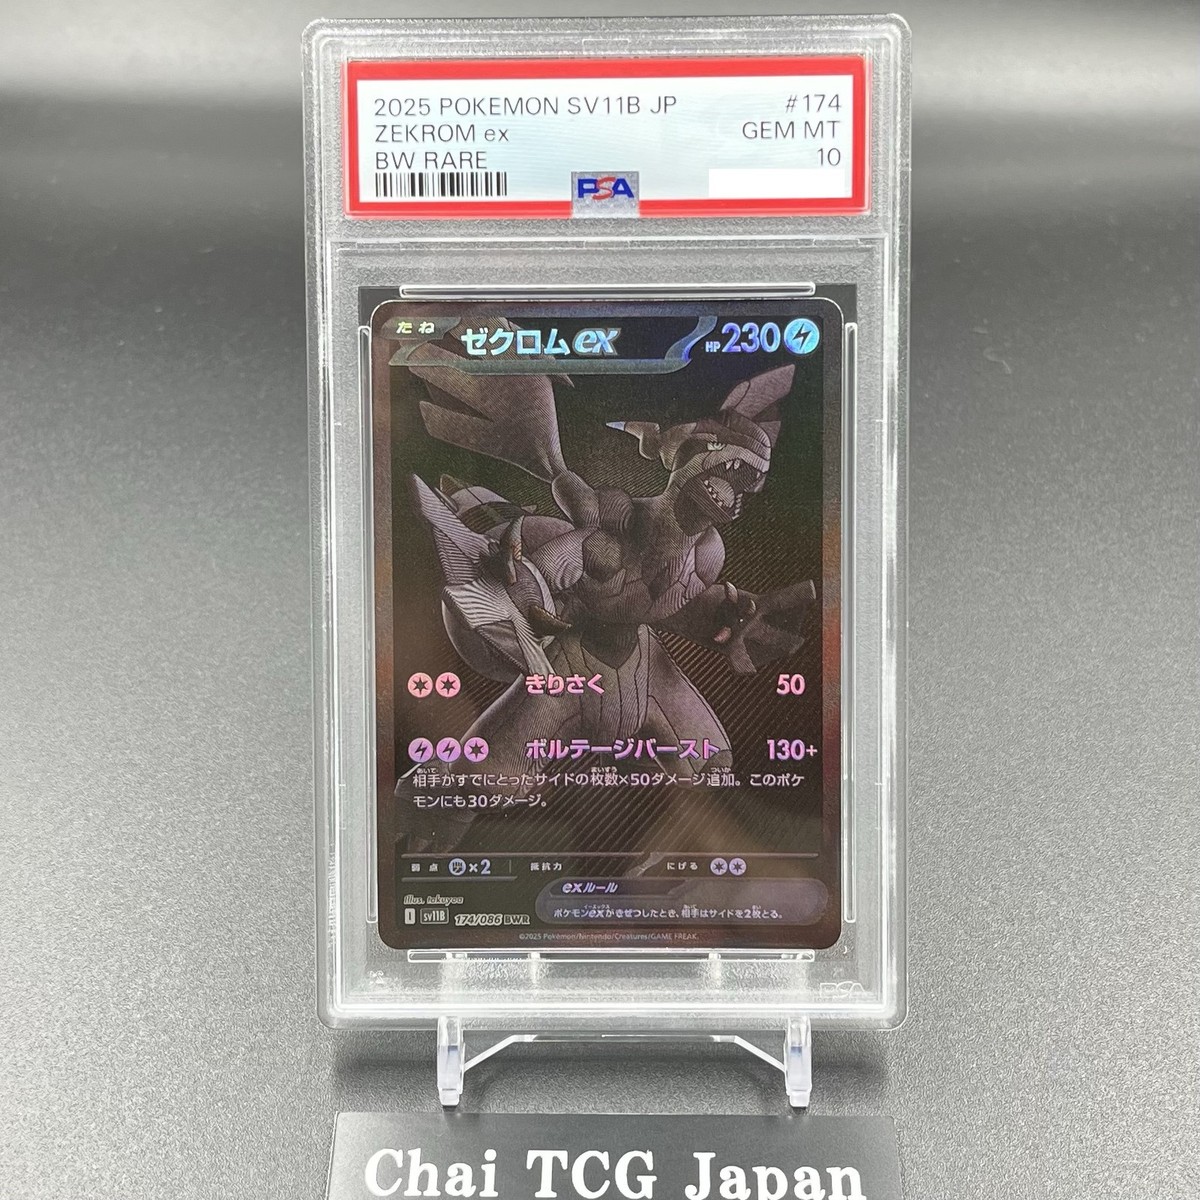 2025 POKEMON SV11B JP #174
ZEKROM ex GEM MT
BW RARE 10
PSA
たね ゼクロムex HP230
きりさく 50
ボルテージバースト 130+
相手がすでにとったサイドの枚数×50ダメージ追加。このポケ
モンにも30ダメージ。
弱点 ×2 抵抗力 にげる
exルール
ポケモンexがきぜつしたとき、相手はサイドを2枚とる。
Illus. takuyoa
I SV11B 174/086 BWR
©2025 Pokémon/Nintendo/Creatures/GAME FREAK.
PSA
Chai TCG Japan